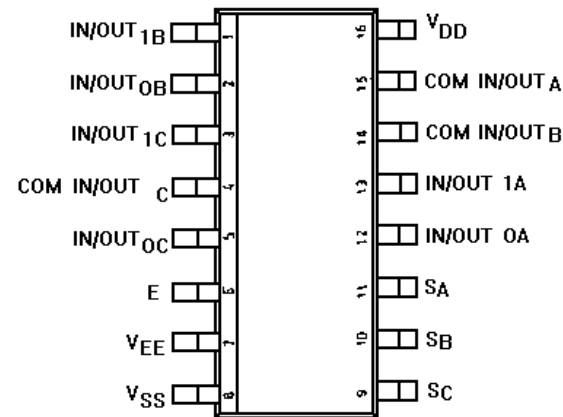 IN/OUT 1B
IN/OUT 0B
IN/OUT 1C
COM IN/OUT C
IN/OUT 0C
E
VEE
VSS
1
2
3
4
5
6
7
8
16
15
14
13
12
11
10
9
VDD
COM IN/OUT A
COM IN/OUT B
IN/OUT 1A
IN/OUT 0A
SA
SB
SC